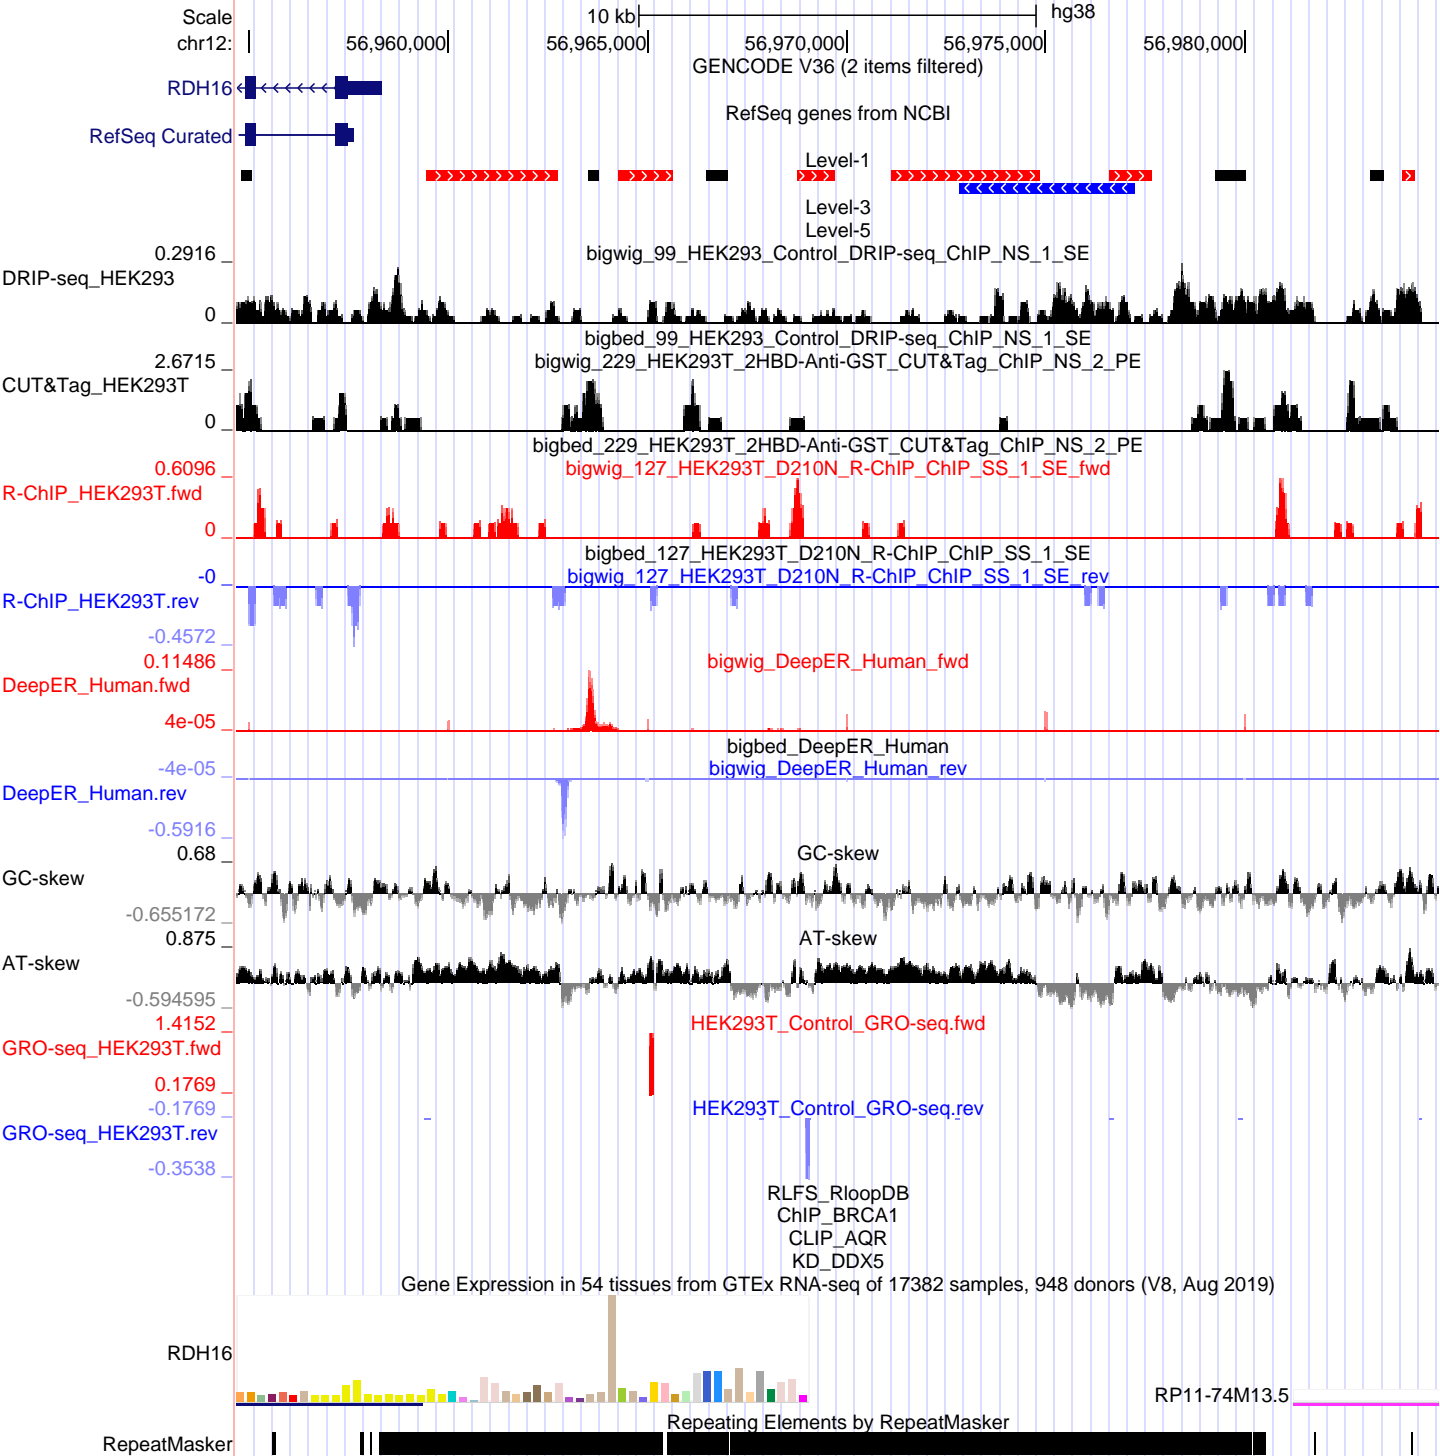 Scale 10 kb hg38
chr12: 56,960,000 56,965,000 56,970,000 56,975,000 56,980,000
GENCODE V36 (2 items filtered)
RDH16
RefSeq genes from NCBI
RefSeq Curated
Level-1
Level-3
Level-5
0.2916 bigwig_99_HEK293_Control_DRIP-seq_ChIP_NS_1_SE
DRIP-seq_HEK293
0
bigbed_99_HEK293_Control_DRIP-seq_ChIP_NS_1_SE
2.6715 bigwig_229_HEK293T_2HBD-Anti-GST_CUT&Tag_ChIP_NS_2_PE
CUT&Tag_HEK293T
0
bigbed_229_HEK293T_2HBD-Anti-GST_CUT&Tag_ChIP_NS_2_PE
0.6096 bigwig_127_HEK293T_D210N_R-ChIP_ChIP_SS_1_SE_fwd
R-ChIP_HEK293T.fwd
0
bigbed_127_HEK293T_D210N_R-ChIP_ChIP_SS_1_SE
-0 bigwig_127_HEK293T_D210N_R-ChIP_ChIP_SS_1_SE_rev
R-ChIP_HEK293T.rev
-0.4572
0.11486 bigwig_DeepER_Human_fwd
DeepER_Human.fwd
4e-05
bigbed_DeepER_Human
-4e-05 bigwig_DeepER_Human_rev
DeepER_Human.rev
-0.5916
0.68 GC-skew
GC-skew
-0.655172
0.875 AT-skew
AT-skew
-0.594595
1.4152 HEK293T_Control_GRO-seq.fwd
GRO-seq_HEK293T.fwd
0.1769
-0.1769 HEK293T_Control_GRO-seq.rev
GRO-seq_HEK293T.rev
-0.3538
RLFS_RloopDB
ChIP_BRCA1
CLIP_AQR
KD_DDX5
Gene Expression in 54 tissues from GTEx RNA-seq of 17382 samples, 948 donors (V8, Aug 2019)
RDH16
RP11-74M13.5
Repeating Elements by RepeatMasker
RepeatMasker